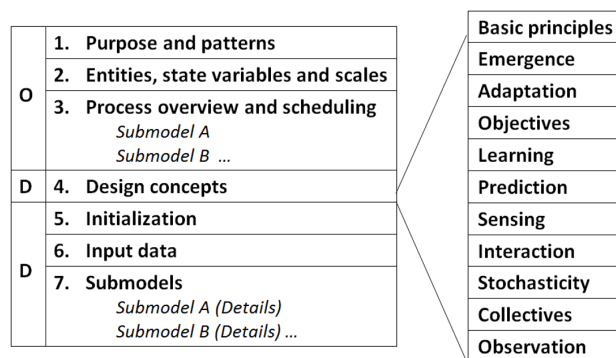 O
1. Purpose and patterns
2. Entities, state variables and scales
3. Process overview and scheduling
Submodel A
Submodel B ...
D
4. Design concepts
D
5. Initialization
6. Input data
7. Submodels
Submodel A (Details)
Submodel B (Details) ...
Basic principles
Emergence
Adaptation
Objectives
Learning
Prediction
Sensing
Interaction
Stochasticity
Collectives
Observation